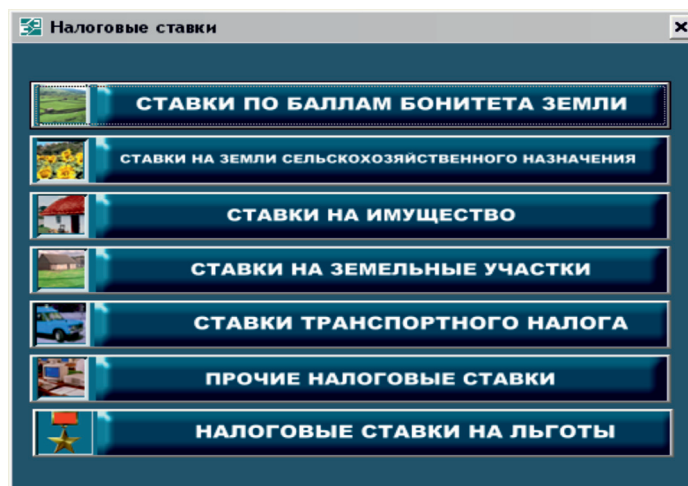 Налоговые ставки
СТАВКИ ПО БАЛЛАМ БОНИТЕТА ЗЕМЛИ
СТАВКИ НА ЗЕМЛИ СЕЛЬСКОХОЗЯЙСТВЕННОГО НАЗНАЧЕНИЯ
СТАВКИ НА ИМУЩЕСТВО
СТАВКИ НА ЗЕМЕЛЬНЫЕ УЧАСТКИ
СТАВКИ ТРАНСПОРТНОГО НАЛОГА
ПРОЧИЕ НАЛОГОВЫЕ СТАВКИ
НАЛОГОВЫЕ СТАВКИ НА ЛЬГОТЫ